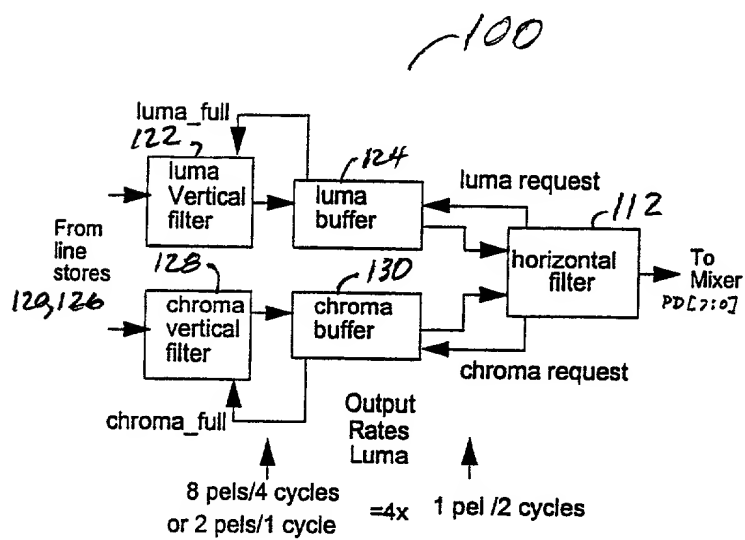 100
luma_full
122
luma
Vertical
filter
124
luma
buffer
luma request
112
horizontal
filter
From
line
stores
120,126
To
Mixer
PD[7:0]
128
chroma
vertical
filter
130
chroma
buffer
chroma request
chroma_full
Output
Rates
Luma
8 pels/4 cycles
or 2 pels/1 cycle
=4x
1 pel /2 cycles